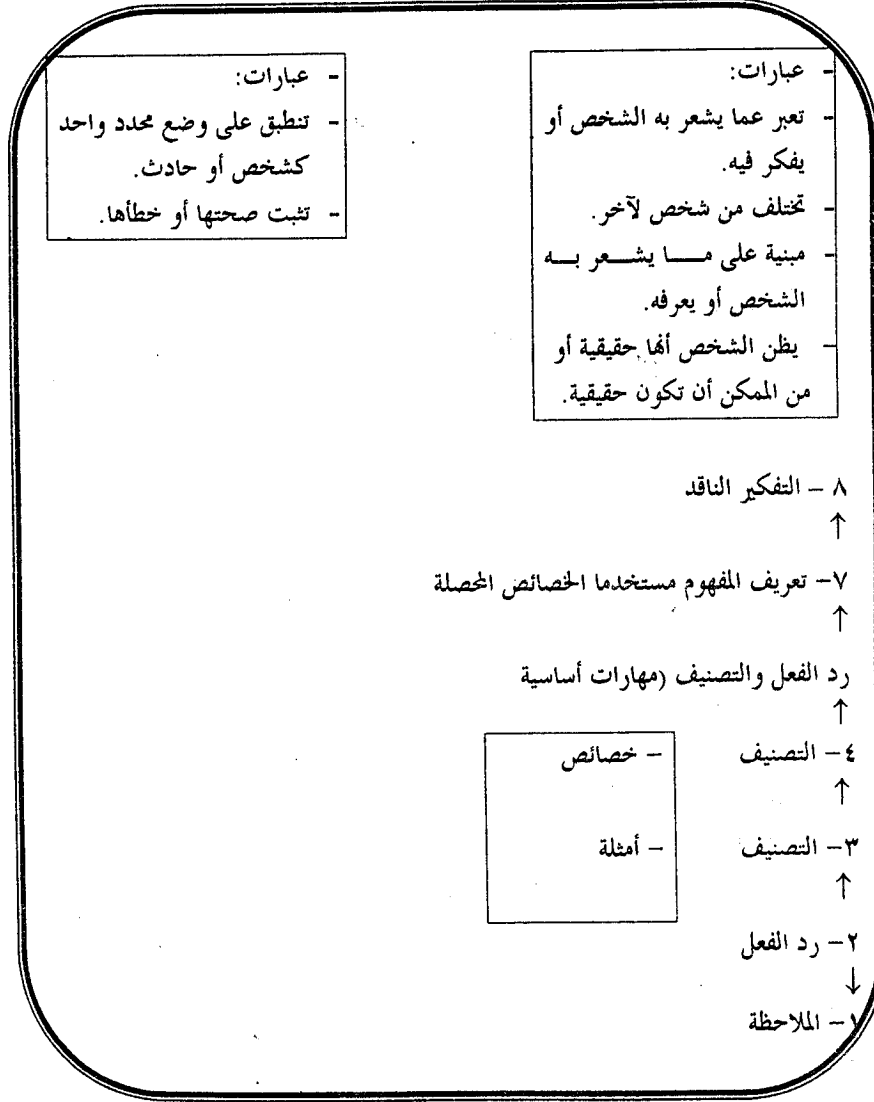 - عبارات:
- تعبر عما يشعر به الشخص أو
يفكر فيه.
- تختلف من شخص لآخر.
- مبنية على مـــا يشـــعر بـــه
الشخص أو يعرفه.
- يظن الشخص أنها حقيقية أو
من الممكن أن تكون حقيقية.
- عبارات:
- تنطبق على وضع محدد واحد
كشخص أو حادث.
- تثبت صحتها أو خطأها.
٨ – التفكير الناقد
↑
٧– تعريف المفهوم مستخدما الخصائص المحصلة
↑
رد الفعل والتصنيف (مهارات أساسية
↑
٤– التصنيف – خصائص
↑
٣– التصنيف – أمثلة
↑
٢– رد الفعل
↓
١– الملاحظة